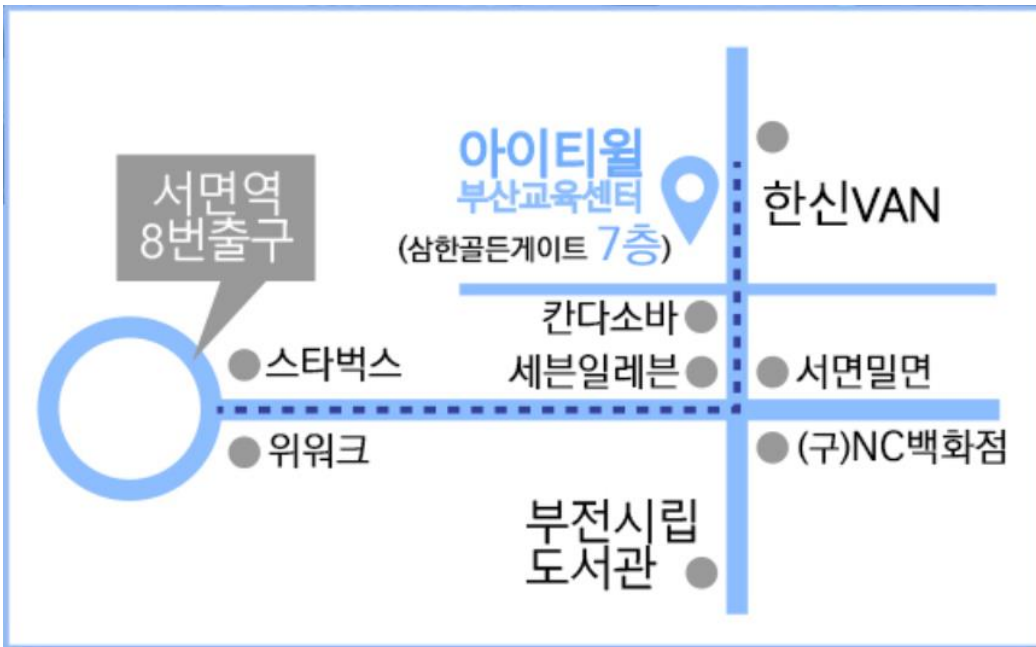 아이티윌
부산교육센터
(삼한골든게이트 7층)
한신VAN
서면역
8번출구
칸다소바
스타벅스
세븐일레븐
서면밀면
위워크
(구)NC백화점
부전시립
도서관